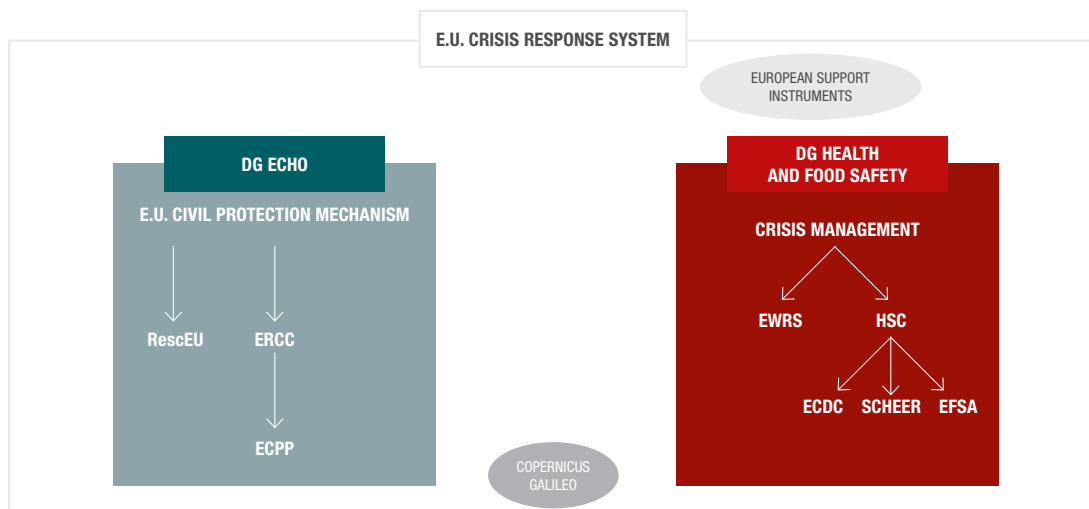 E.U. CRISIS RESPONSE SYSTEM
EUROPEAN SUPPORT
INSTRUMENTS
DG ECHO
E.U. CIVIL PROTECTION MECHANISM
RescEU
ERCC
ECPP
DG HEALTH
AND FOOD SAFETY
CRISIS MANAGEMENT
EWRS
HSC
ECDC
SCHEER
EFSA
COPERNICUS
GALILEO